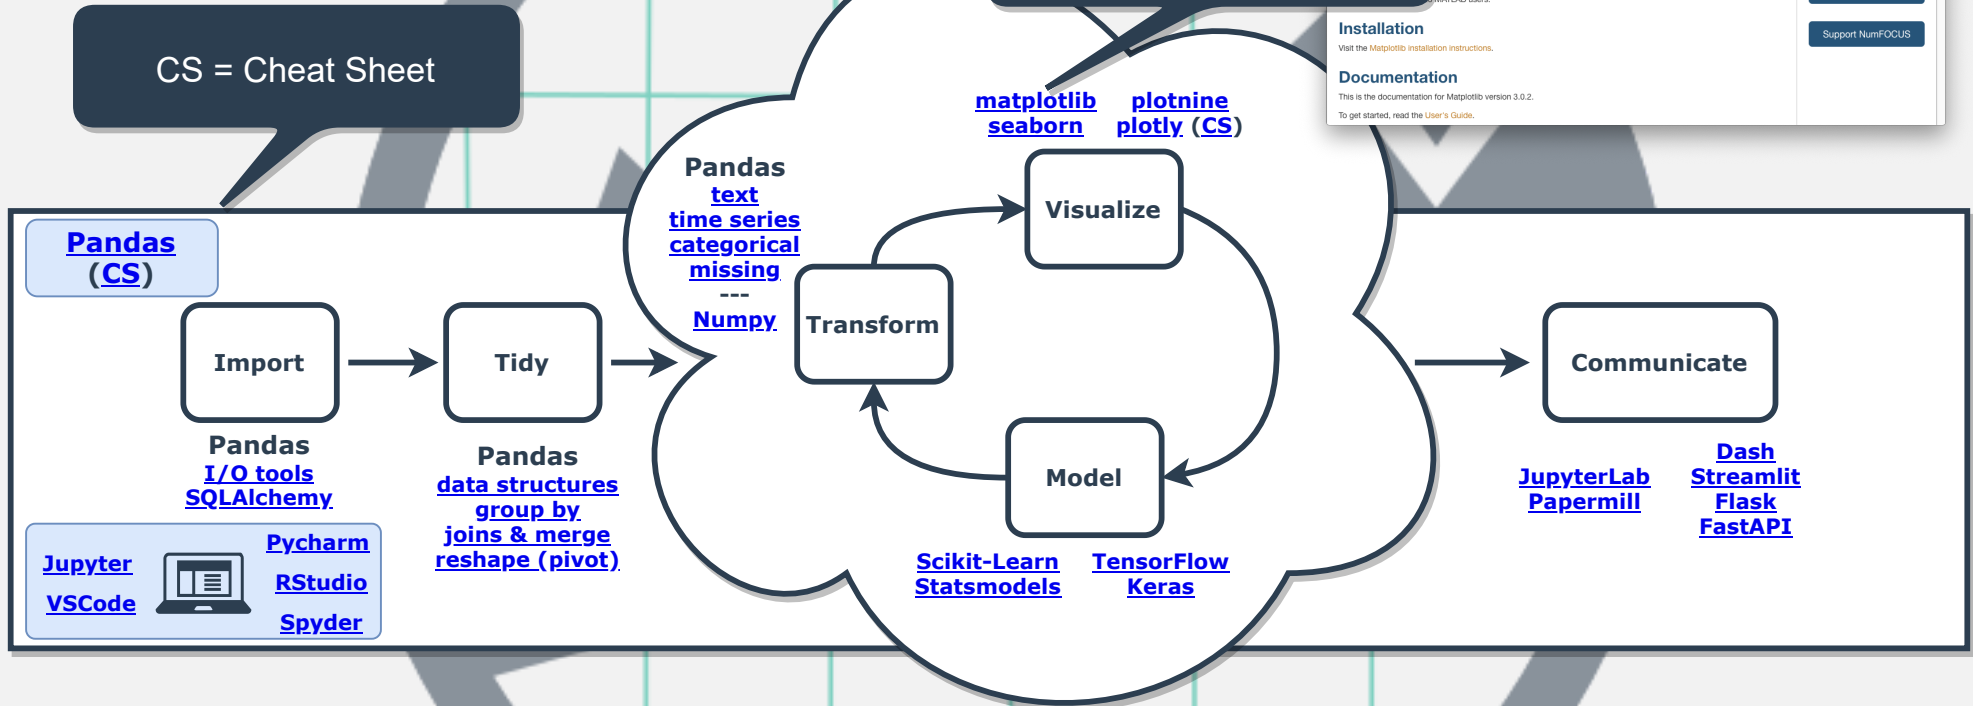 CS = Cheat Sheet
Installation
Visit the Matplotlib installation instructions.
Documentation
This is the documentation for Matplotlib version 3.0.2.
To get started, read the User's Guide.
Support NumFOCUS
matplotlib
seaborn
plotnine
plotly (CS)
Pandas
(CS)
Import
Pandas
I/O tools
SQLAlchemy
Jupyter
VSCode
Pycharm
RStudio
Spyder
Tidy
Pandas
data structures
group by
joins & merge
reshape (pivot)
Pandas
text
time series
categorical
missing
---
Numpy
Transform
Visualize
Model
Scikit-Learn
Statsmodels
TensorFlow
Keras
Communicate
JupyterLab
Papermill
Dash
Streamlit
Flask
FastAPI